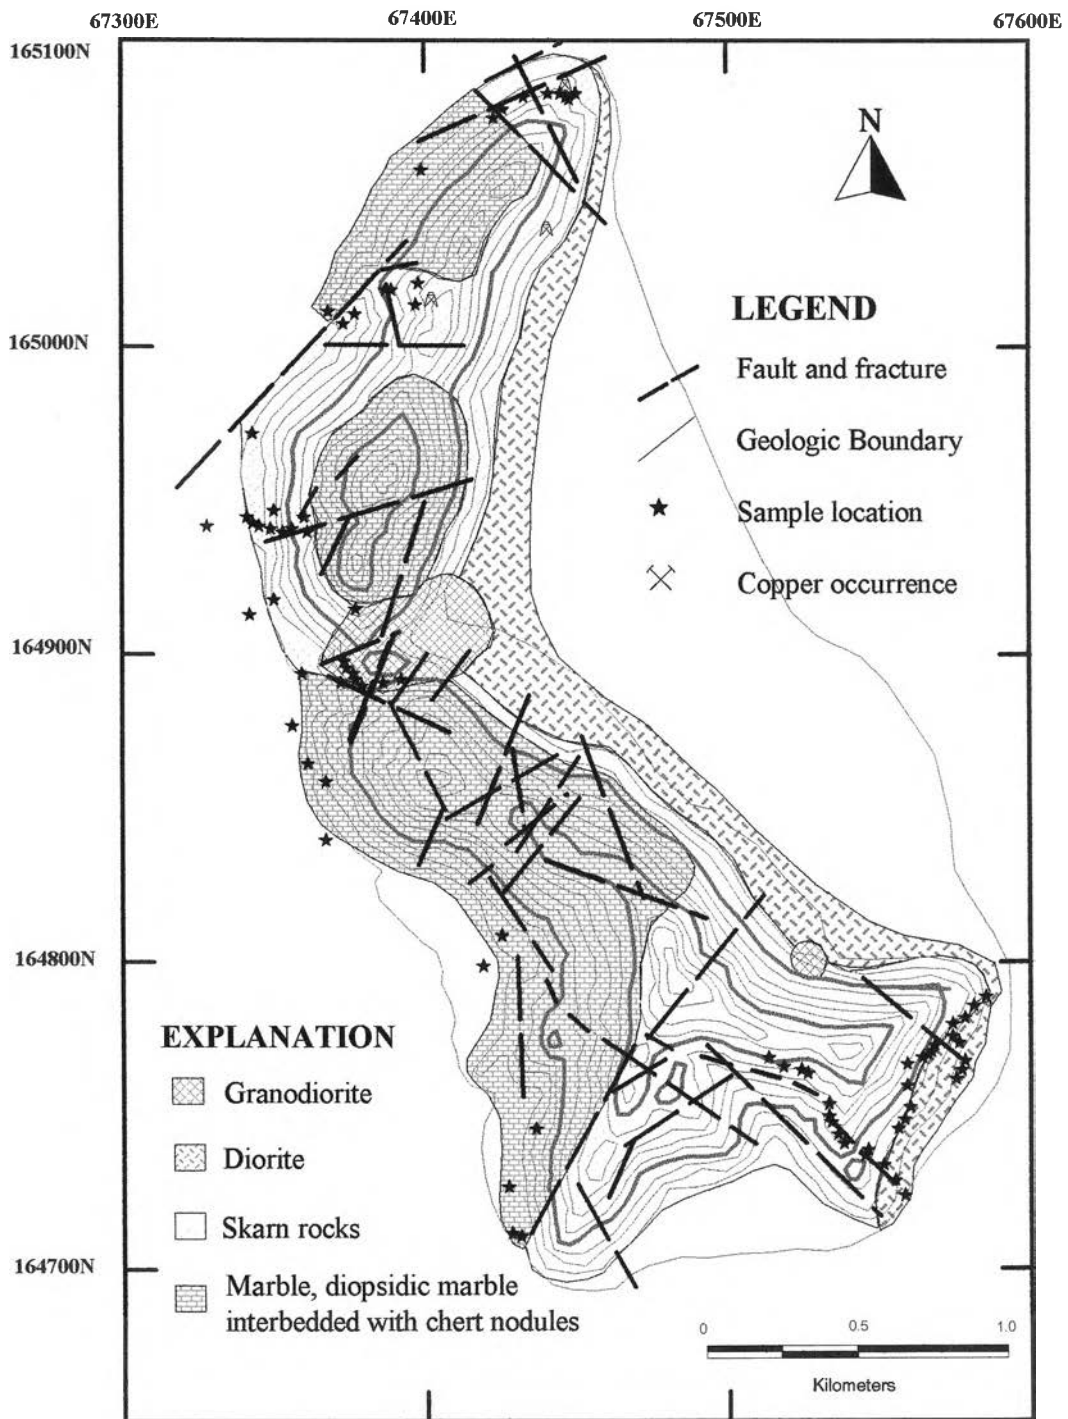 67300E
67400E
67500E
67600E
165100N
N
LEGEND
165000N
Fault and fracture
Geologic Boundary
Sample location
Copper occurrence
164900N
164800N
EXPLANATION
Granodiorite
Diorite
Skarn rocks
164700N
Marble, diopsidic marble
interbedded with chert nodules
0
0.5
1.0
Kilometers